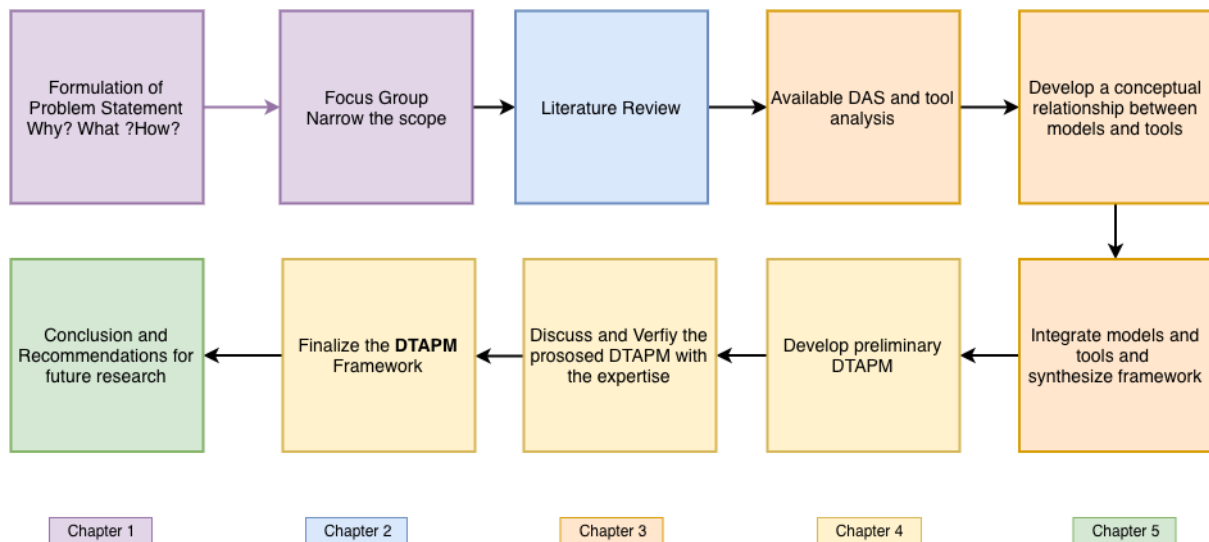 Formulation of
Problem Statement
Why? What ?How?
Focus Group
Narrow the scope
Literature Review
Available DAS and tool
analysis
Develop a conceptual
relationship between
models and tools
Conclusion and
Recommendations for
future research
Finalize the DTAPM
Framework
Discuss and Verfiy the
prososed DTAPM with
the expertise
Develop preliminary
DTAPM
Integrate models and
tools and
synthesize framework
Chapter 1
Chapter 2
Chapter 3
Chapter 4
Chapter 5